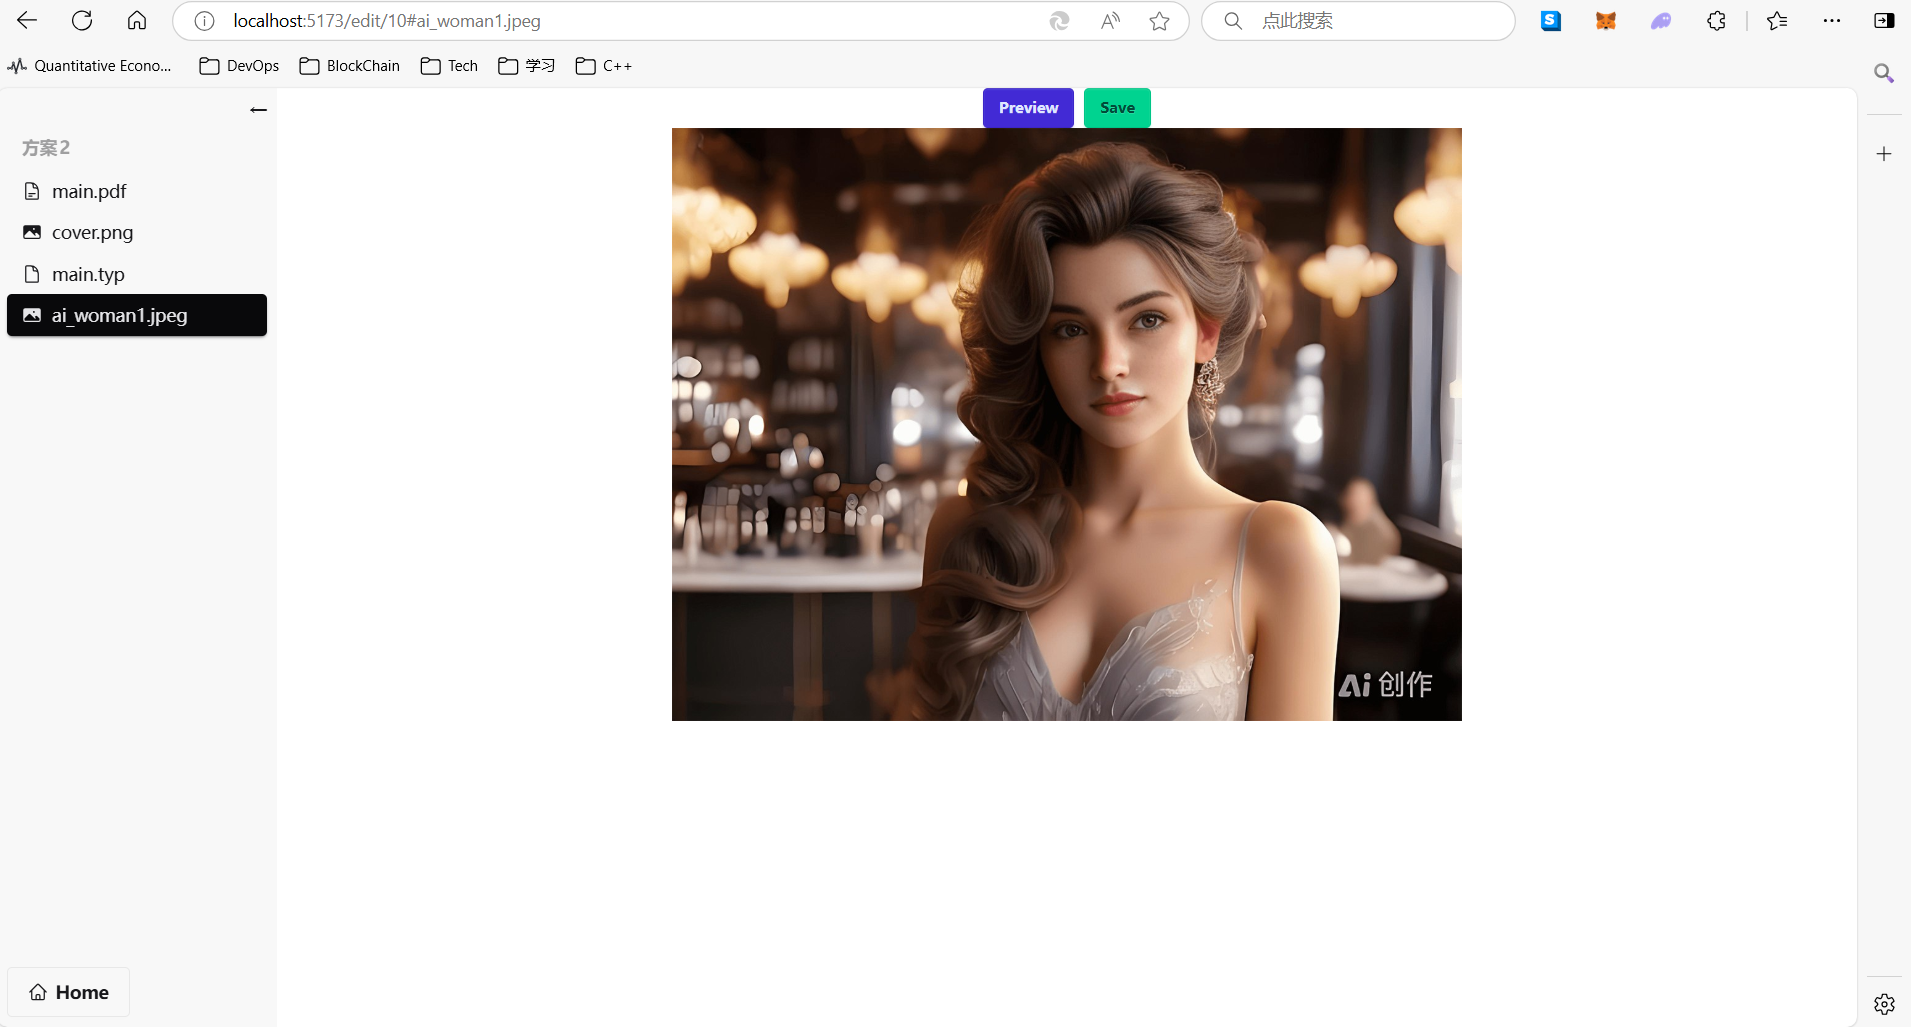 localhost:5173/edit/10#ai_woman1.jpeg
点此搜索
Quantitative Econo...
DevOps
BlockChain
Tech
学习
C++
Preview
Save
方案2
main.pdf
cover.png
main.typ
ai_woman1.jpeg
Ai 创作
Home